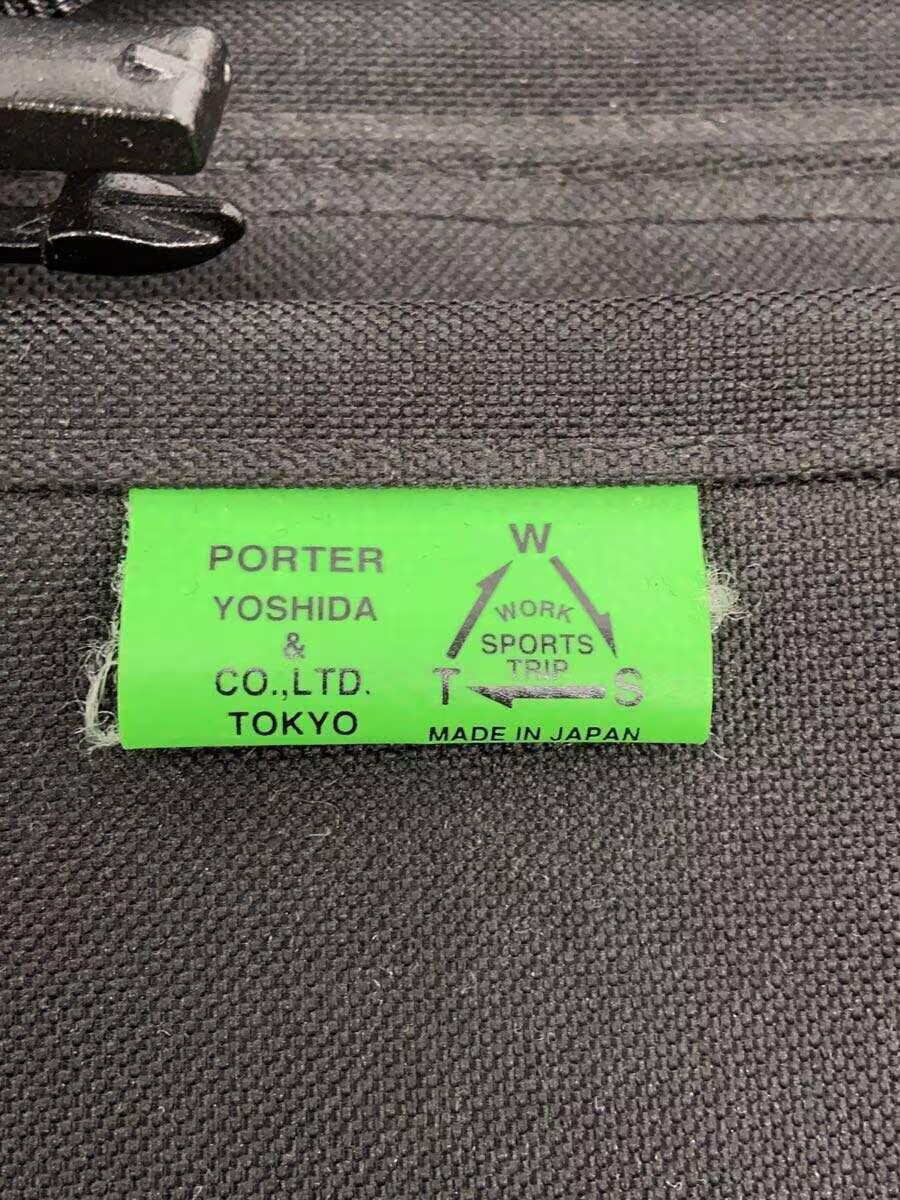 PORTER
YOSHIDA
&
CO.,LTD.
TOKYO
W
WORK
SPORTS
TRIP
T S
MADE IN JAPAN